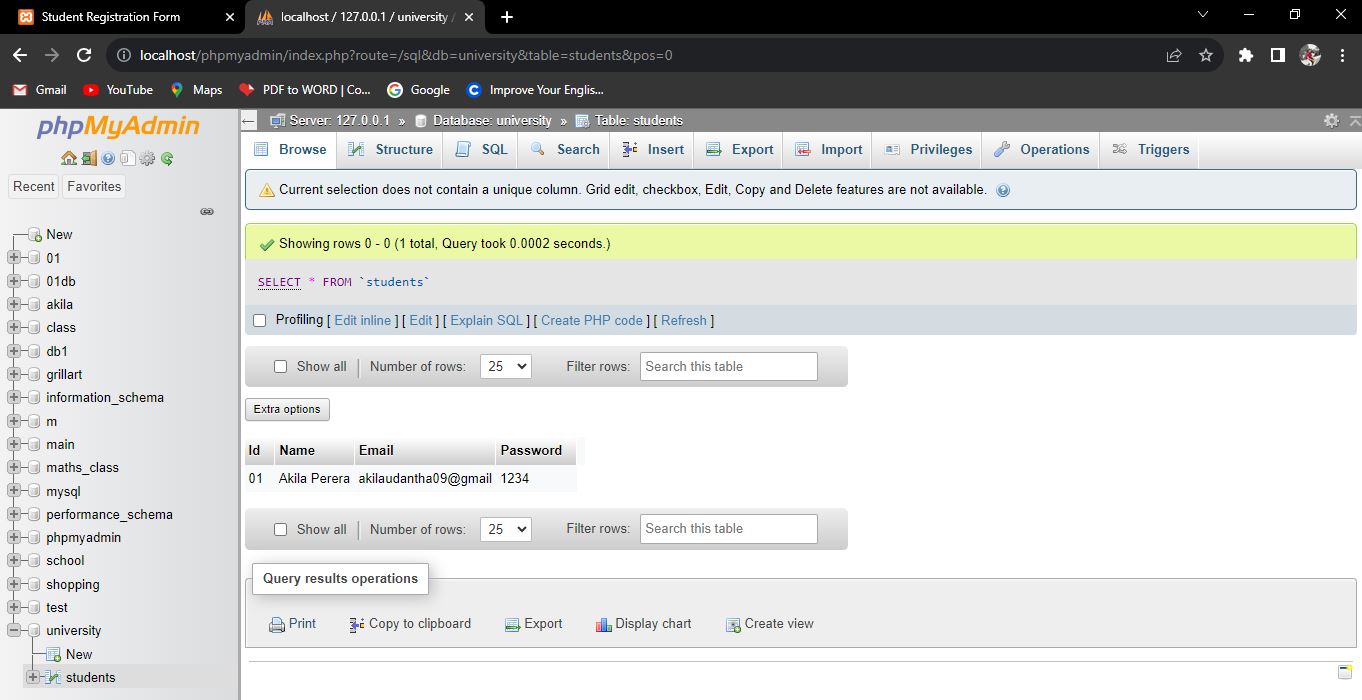 Student Registration Form
localhost / 127.0.0.1 / university /
localhost/phpmyadmin/index.php?route=/sql&db=university&table=students&pos=0
Gmail YouTube Maps PDF to WORD | Co... Google Improve Your Englis...
phpMyAdmin
Recent Favorites
New
01
01db
akila
class
db1
grillart
information_schema
m
main
maths_class
mysql
performance_schema
phpmyadmin
school
shopping
test
university
New
students
Server: 127.0.0.1 » Database: university » Table: students
Browse Structure SQL Search Insert Export Import Privileges Operations Triggers
Current selection does not contain a unique column. Grid edit, checkbox, Edit, Copy and Delete features are not available.
Showing rows 0 - 0 (1 total, Query took 0.0002 seconds.)
SELECT * FROM `students`
Profiling [ Edit inline ] [ Edit ] [ Explain SQL ] [ Create PHP code ] [ Refresh ]
Show all | Number of rows: 25 Filter rows: Search this table
Extra options
Id Name Email Password
01 Akila Perera akilaudantha09@gmail 1234
Show all | Number of rows: 25 Filter rows: Search this table
Query results operations
Print Copy to clipboard Export Display chart Create view